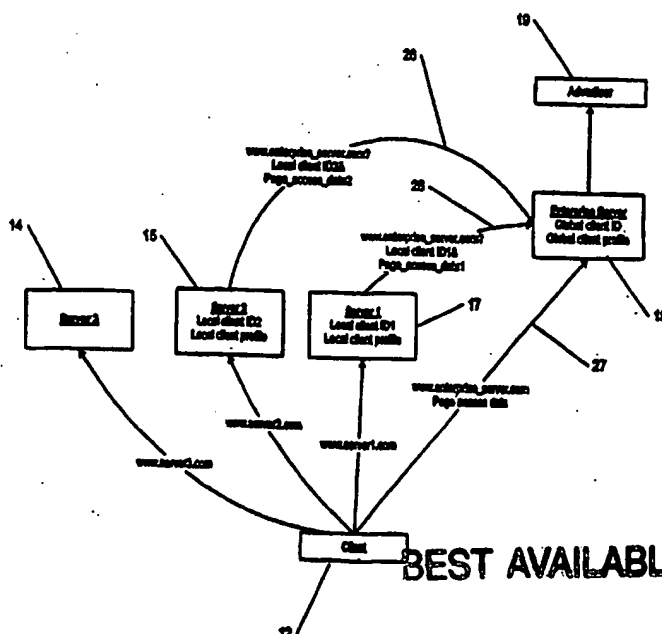 19
28
Advertiser
www.enterprise_server.com?
Local client ID2&
Page_access_data2
26
14
15
www.enterprise_server.com?
Local client ID1&
Page_access_data1
Enterprise Server
Global client ID
Global client profile
Server 3
Server 2
Local client ID2
Local client profile
Server 1
Local client ID1
Local client profile
17
18
27
www.enterprise_server.com
Page access data
www.server3.com
www.server2.com
www.server1.com
Client
BEST AVAILABL